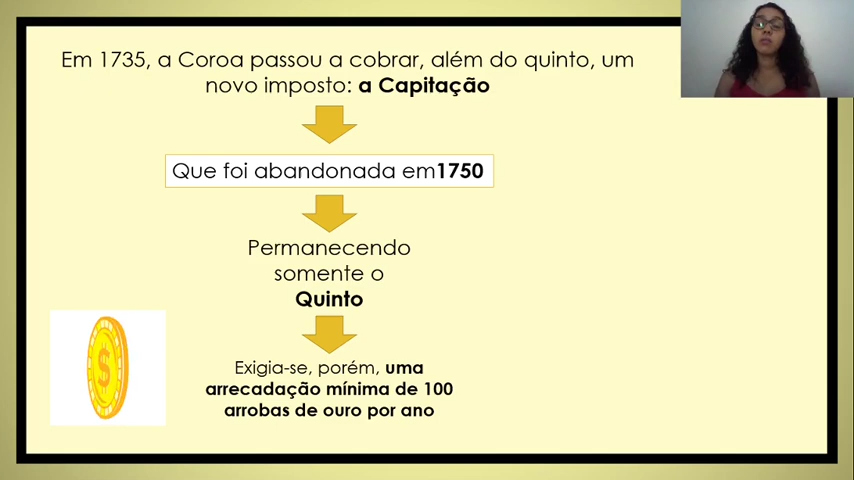 Em 1735, a Coroa passou a cobrar, além do quinto, um
novo imposto: a Capitação
Que foi abandonada em1750
Permanecendo
somente o
Quinto
Exigia-se, porém, uma
arrecadação mínima de 100
arrobas de ouro por ano
$